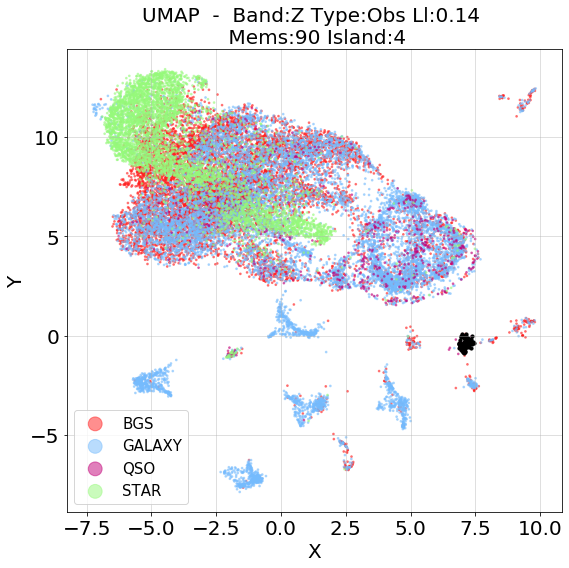 UMAP - Band:Z Type:Obs Ll:0.14
Mems:90 Island:4
Y
10
5
0
−5
BGS
GALAXY
QSO
STAR
−7.5 −5.0 −2.5 0.0 2.5 5.0 7.5 10.0
X